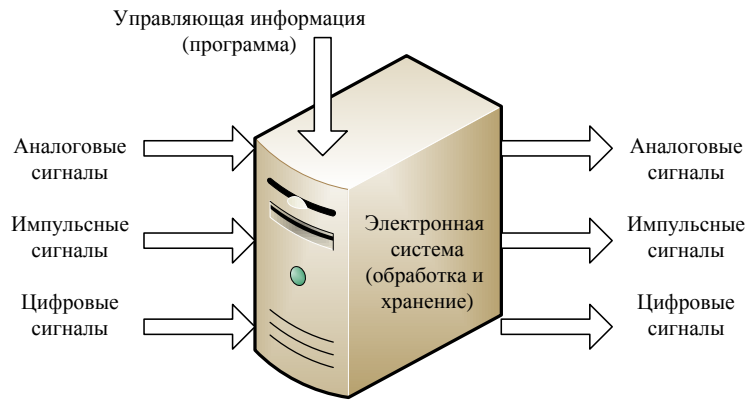 Управляющая информация
(программа)
Аналоговые
сигналы
Импульсные
сигналы
Цифровые
сигналы
Электронная
система
(обработка и
хранение)
Аналоговые
сигналы
Импульсные
сигналы
Цифровые
сигналы